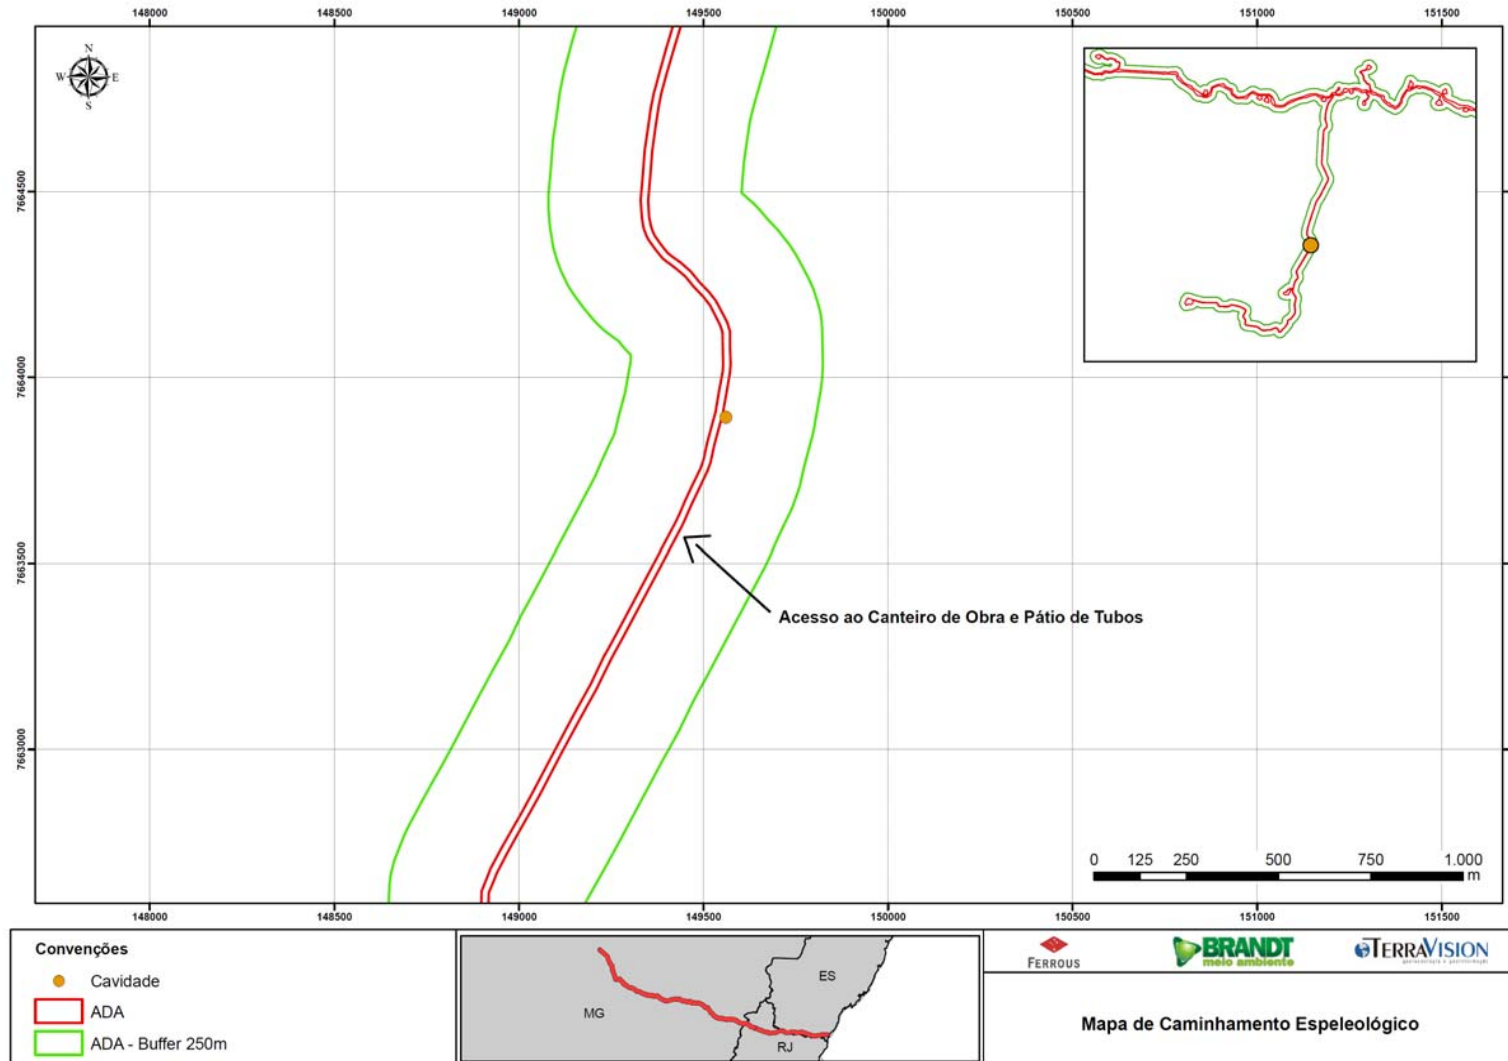 148000 148500 149000 149500 150000 150500 151000 151500
N
W E
S
7664500
7664000
7663500
7663000
Acesso ao Canteiro de Obra e Pátio de Tubos
0 125 250 500 750 1.000
m
148000 148500 149000 149500 150000 150500 151000 151500
Convenções
Cavidade
ADA
ADA - Buffer 250m
MG
ES
RJ
FERROUS
BRANDT
meio ambiente
TERRAVISION
Mapa de Caminhamento Espeleológico